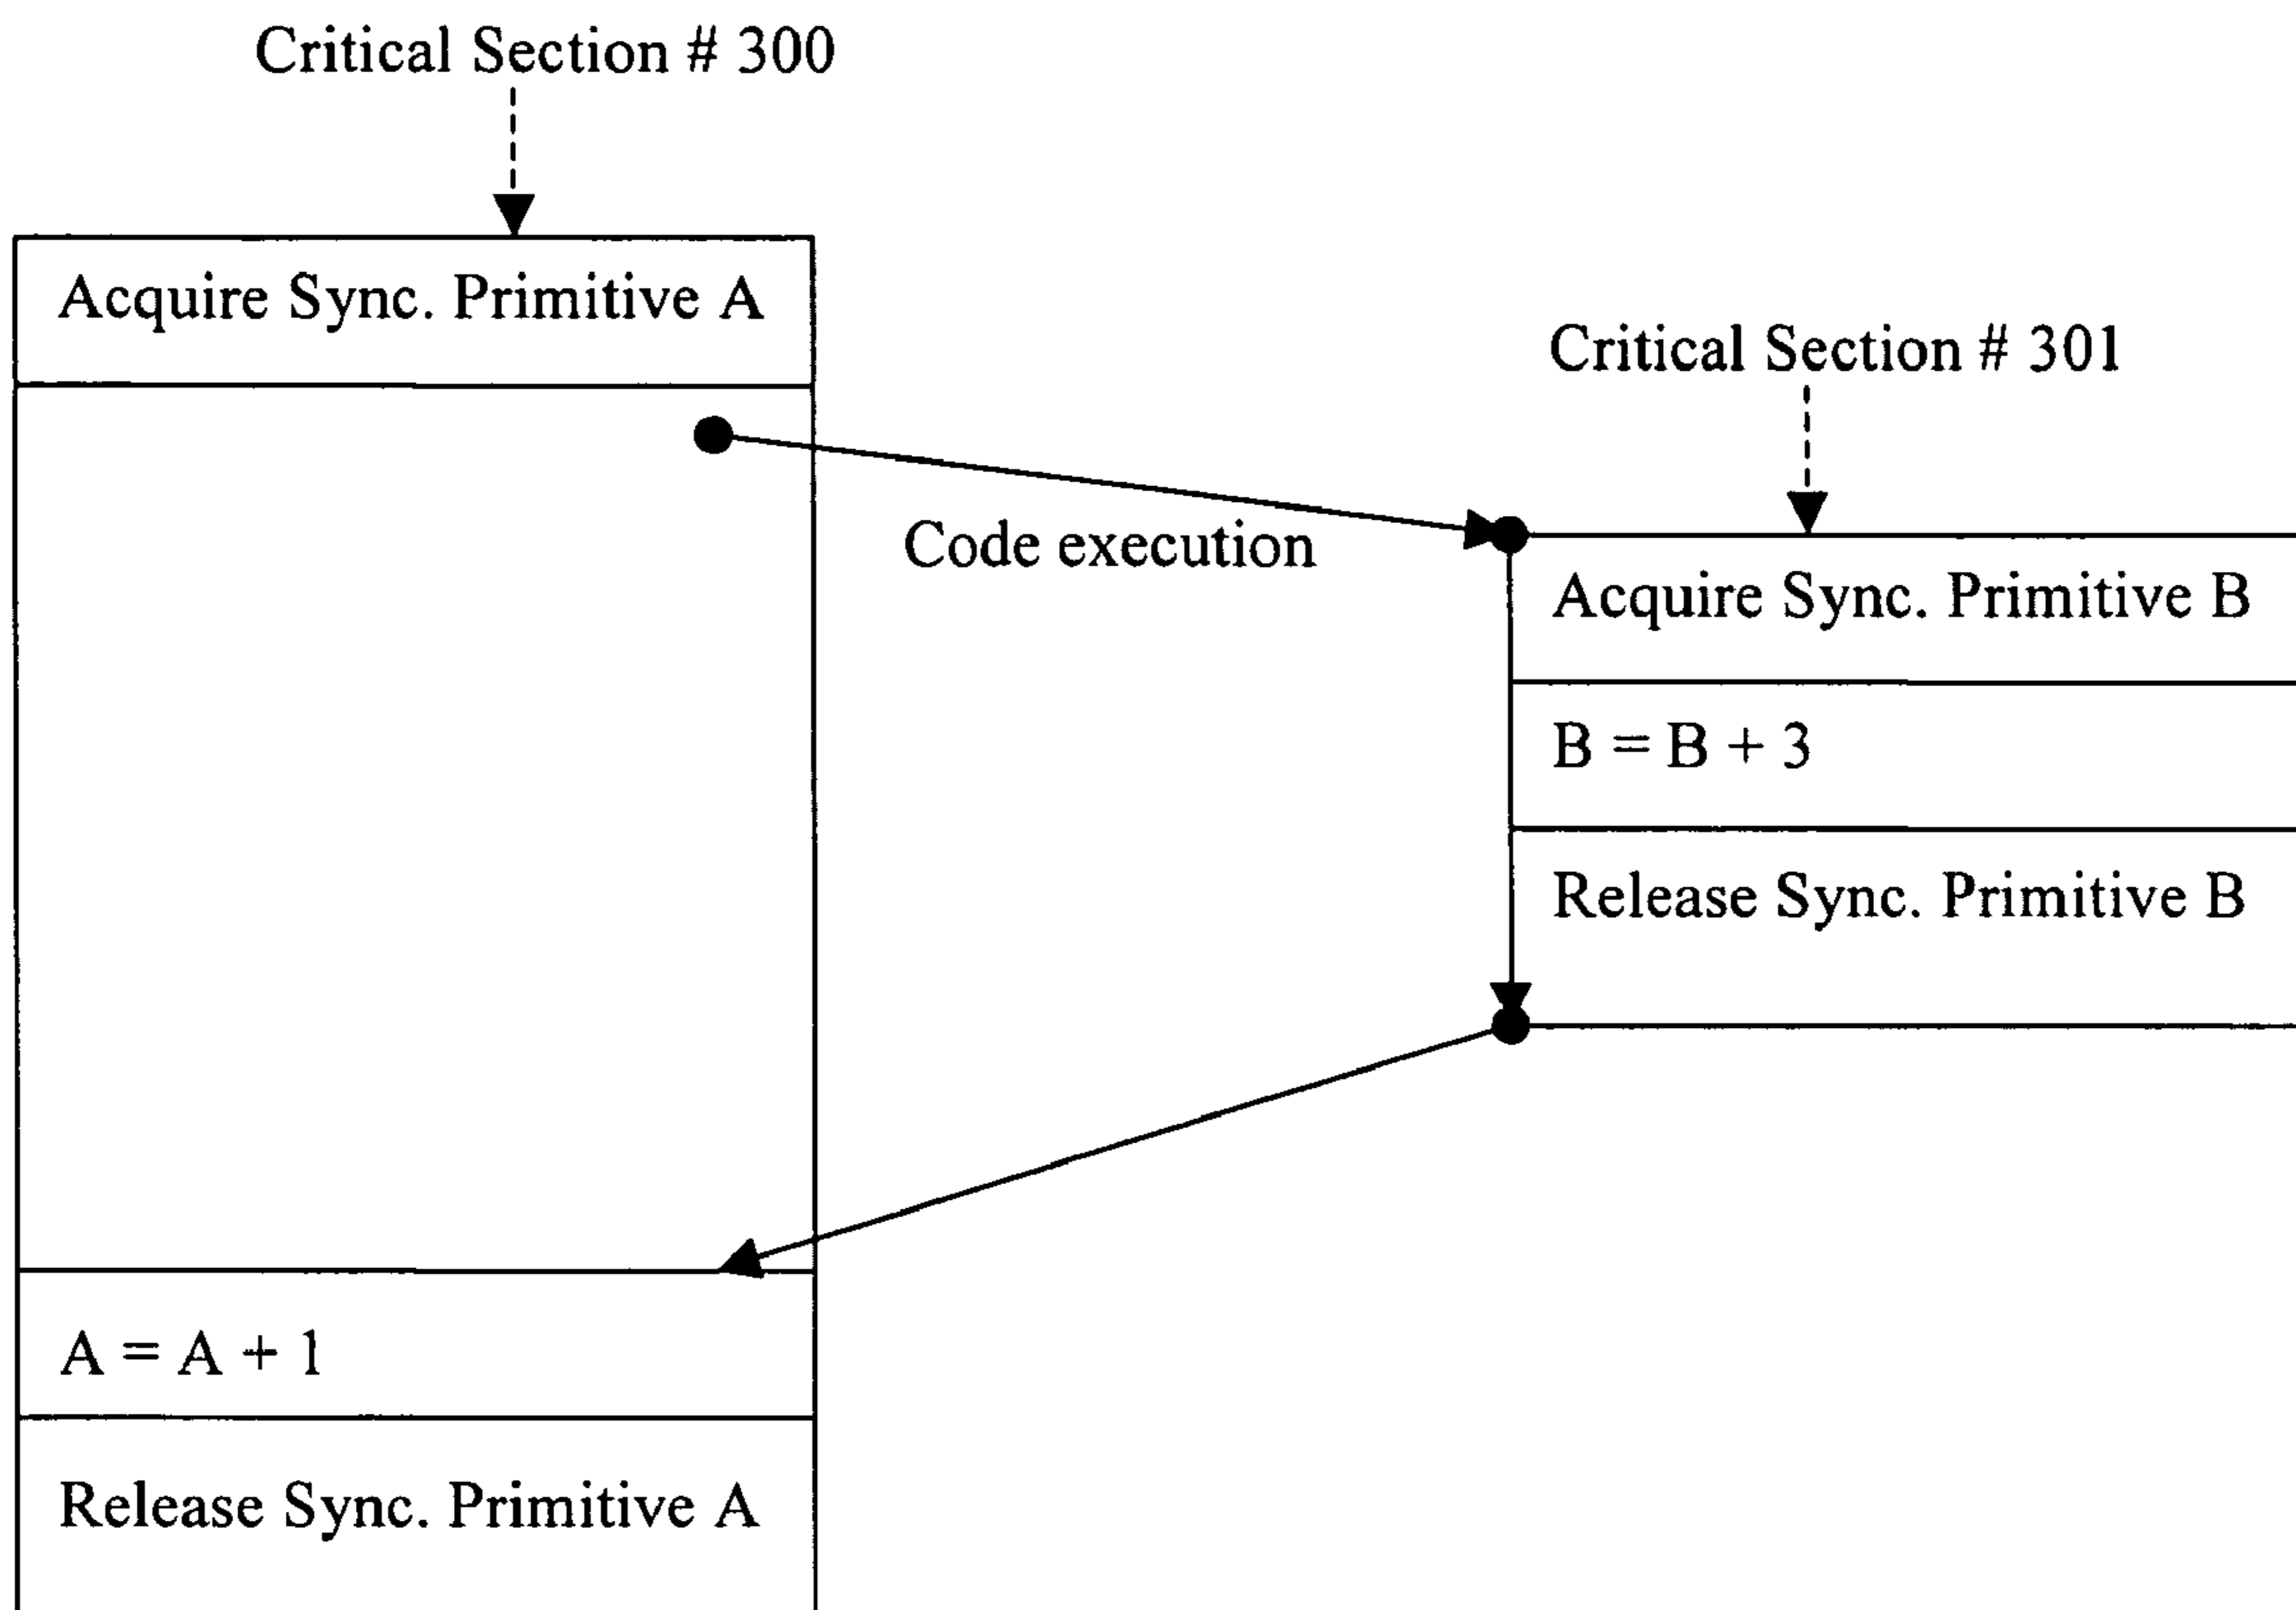 Critical Section # 300
Acquire Sync. Primitive A
Critical Section # 301
Code execution
Acquire Sync. Primitive B
B = B + 3
Release Sync. Primitive B
A = A + 1
Release Sync. Primitive A